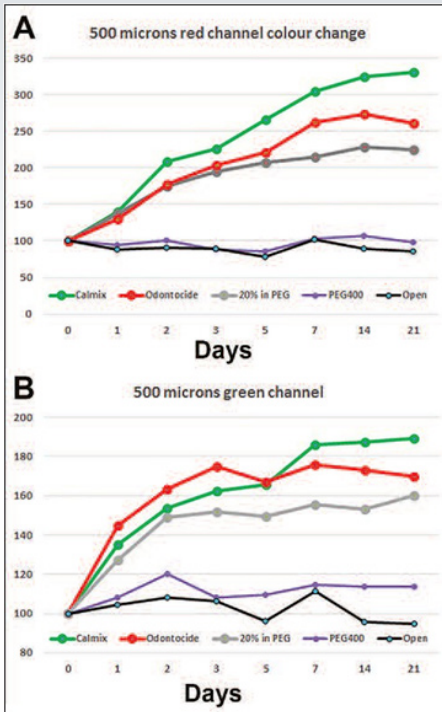 A
500 microns red channel colour change
350
300
250
200
150
100
50
0
Calmix Odontocide 20% in PEG PEG400 Open
0 1 2 3 5 7 14 21
Days
B
500 microns green channel
200
180
160
140
120
100
80
Calmix Odontocide 20% in PEG PEG400 Open
0 1 2 3 5 7 14 21
Days